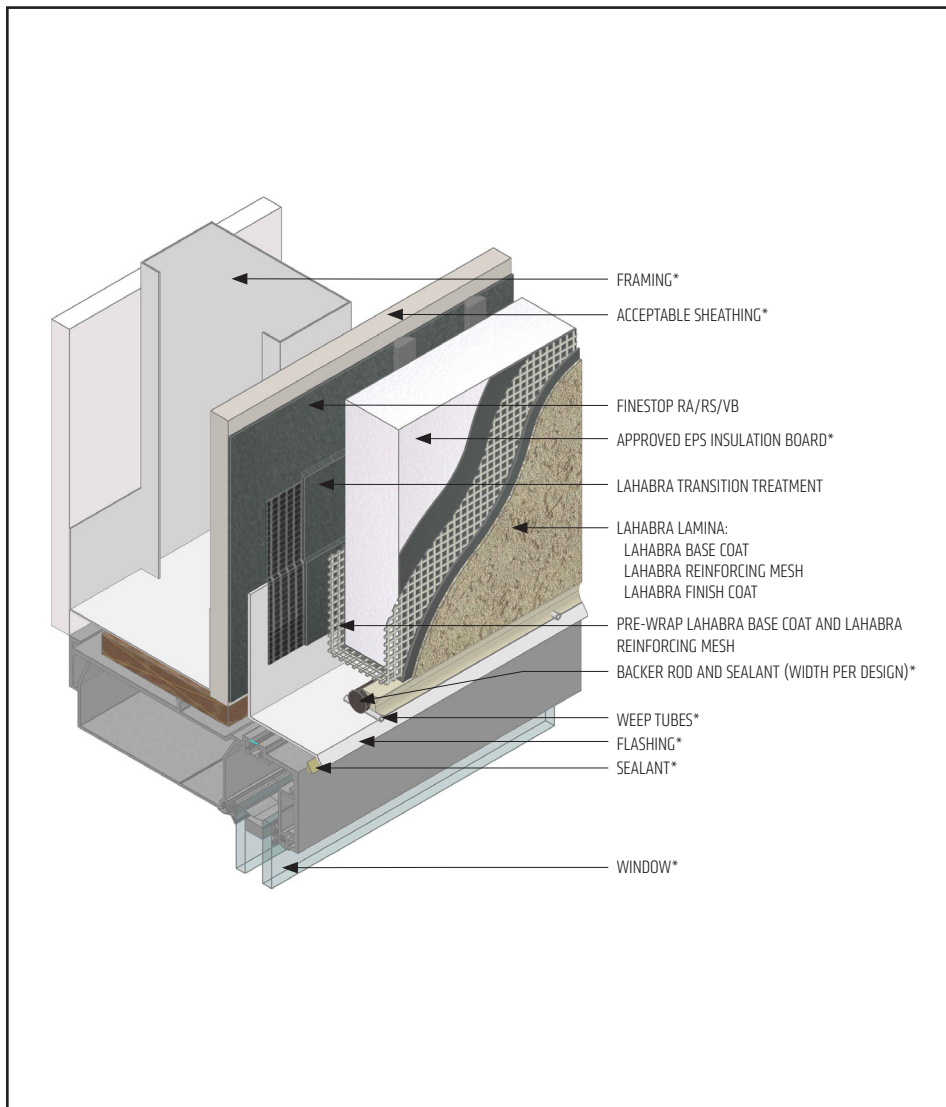 FRAMING*
ACCEPTABLE SHEATHING*
FINESTOP RA/RS/VB
APPROVED EPS INSULATION BOARD*
LAHABRA TRANSITION TREATMENT
LAHABRA LAMINA:
LAHABRA BASE COAT
LAHABRA REINFORCING MESH
LAHABRA FINISH COAT
PRE-WRAP LAHABRA BASE COAT AND LAHABRA
REINFORCING MESH
BACKER ROD AND SEALANT (WIDTH PER DESIGN)*
WEEP TUBES*
FLASHING*
SEALANT*
WINDOW*